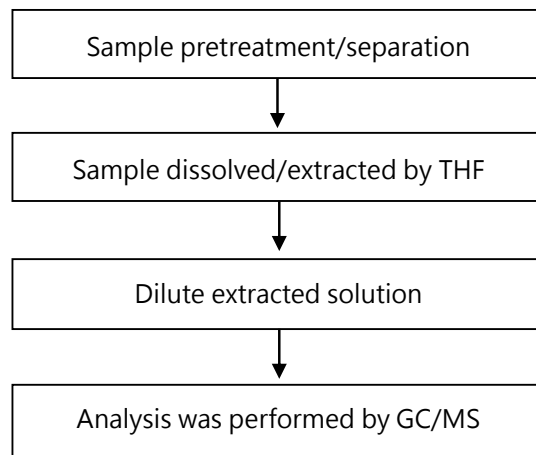 Sample pretreatment/separation
Sample dissolved/extracted by THF
Dilute extracted solution
Analysis was performed by GC/MS